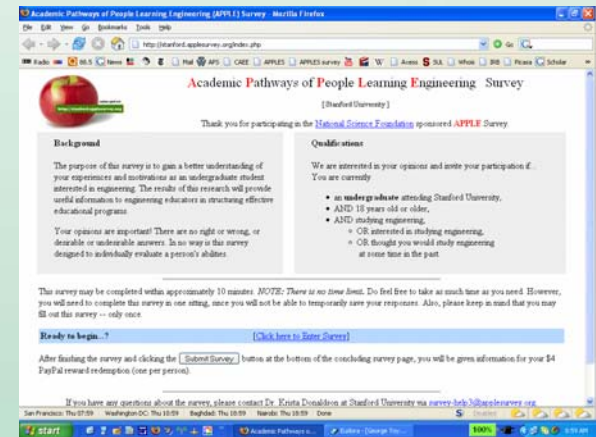 Academic Pathways of People Learning Engineering (APPLE) Survey - Mozilla Firefox
File Edit View Go Bookmarks Tools Help
http://stanford.applesurvey.org/index.php
Academic Pathways of People Learning Engineering Survey
[Stanford University]
Thank you for participating in the National Science Foundation sponsored APPLE Survey.
Background
The purpose of this survey is to gain a better understanding of
your experiences and motivations as an undergraduate student
interested in engineering. The results of this research will provide
useful information to engineering educators in structuring effective
educational programs.
Your opinions are important! There are no right or wrong, or
desirable or undesirable answers. In no way is this survey
designed to individually evaluate a person's abilities.
Qualifications
We are interested in your opinions and invite your participation if...
You are currently
• an undergraduate attending Stanford University,
• AND 18 years old or older,
• AND studying engineering,
○ OR interested in studying engineering,
○ OR thought you would study engineering
at some time in the past.
This survey may be completed within approximately 10 minutes. NOTE: There is no time limit. Do feel free to take as much time as you need. However,
you will need to complete this survey in one sitting, since you will not be able to temporarily save your responses. Also, please keep in mind that you may
fill out this survey -- only once.
Ready to begin...? [Click here to Enter Survey]
After finishing the survey and clicking the Submit Survey button at the bottom of the concluding survey page, you will be given information for your $4
PayPal reward redemption (one per person).
If you have any questions about the survey, please contact Dr. Krista Donaldson at Stanford University via
San Francisco: Thu 07:59 Washington DC: Thu 10:59 Baghdad: Thu 18:59 Nairobi: Thu 18:59 Done
start Academic Pathways o... 100%